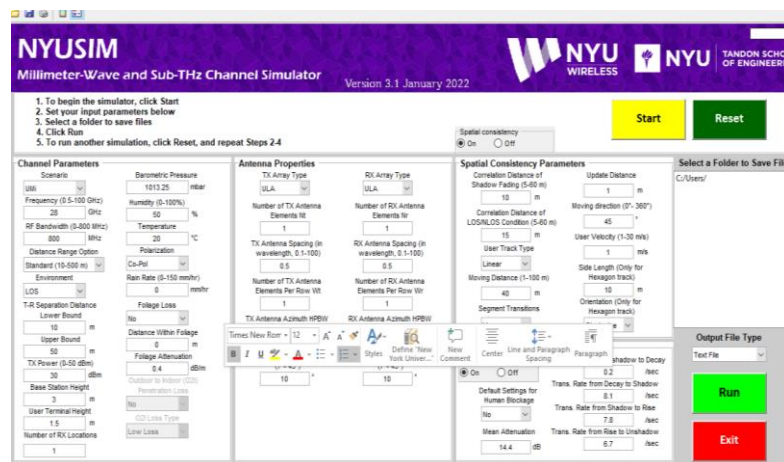 NYUSIM
Millimeter-Wave and Sub-THz Channel Simulator
Version 3.1 January 2022
NYU
WIRELESS
NYU
TANDON SCHO
OF ENGINEERI
1. To begin the simulator, click Start
2. Set your input parameters below
3. Select a folder to save files
4. Click Run
5. To run another simulation, click Reset, and repeat Steps 2-4
Spatial consistency
On Off
Start
Reset
Channel Parameters
Scenario
UMi
Frequency (0.5-100 GHz)
28 GHz
RF Bandwidth (0-800 MHz)
800 MHz
Distance Range Option
Standard (10-500 m)
Environment
LOS
T-R Separation Distance
Lower Bound
10 m
Upper Bound
50 m
TX Power (0-50 dBm)
30 dBm
Base Station Height
3 m
User Terminal Height
1.5 m
Number of RX Locations
1
Barometric Pressure
1013.25 mbar
Humidity (0-100%)
50 %
Temperature
20 °C
Polarization
Co-Pol
Rain Rate (0-150 mm/hr)
0 mm/hr
Foliage Loss
No
Distance Within Foliage
0 m
Foliage Attenuation
0.4 dB/m
Outdoor to Indoor (O2I)
Penetration Loss
No
O2I Loss Type
Low Loss
Antenna Properties
TX Array Type
ULA
Number of TX Antenna
Elements Nt
1
TX Antenna Spacing (in
wavelength, 0.1-100)
0.5
Number of TX Antenna
Elements Per Row Wt
1
TX Antenna Azimuth HPBW
10 °
RX Array Type
ULA
Number of RX Antenna
Elements Nr
1
RX Antenna Spacing (in
wavelength, 0.1-100)
0.5
Number of RX Antenna
Elements Per Row Wr
1
RX Antenna Azimuth HPBW
10 °
Times New Rom 12 A A A
B I U A Styles
Define "New
York Univer..."
New
Comment
Center
Line and Paragraph
Spacing
Paragraph
Spatial Consistency Parameters
Correlation Distance of
Shadow Fading (5-60 m)
10 m
Correlation Distance of
LOS/NLOS Condition (5-60 m)
15 m
User Track Type
Linear
Moving Distance (1-100 m)
40 m
Segment Transitions
Update Distance
1 m
Moving direction (0°- 360°)
45 °
User Velocity (1-30 m/s)
1 m/s
Side Length (Only for
Hexagon track)
10 m
Orientation (Only for
Hexagon track)
On Off
Default Settings for
Human Blockage
No
Mean Attenuation
14.4 dB
Shadow to Decay
0.2 /sec
Trans. Rate from Decay to Shadow
8.1 /sec
Trans. Rate from Shadow to Rise
7.8 /sec
Trans. Rate from Rise to Unshadow
6.7 /sec
Select a Folder to Save File
C:/Users/
Output File Type
Text File
Run
Exit